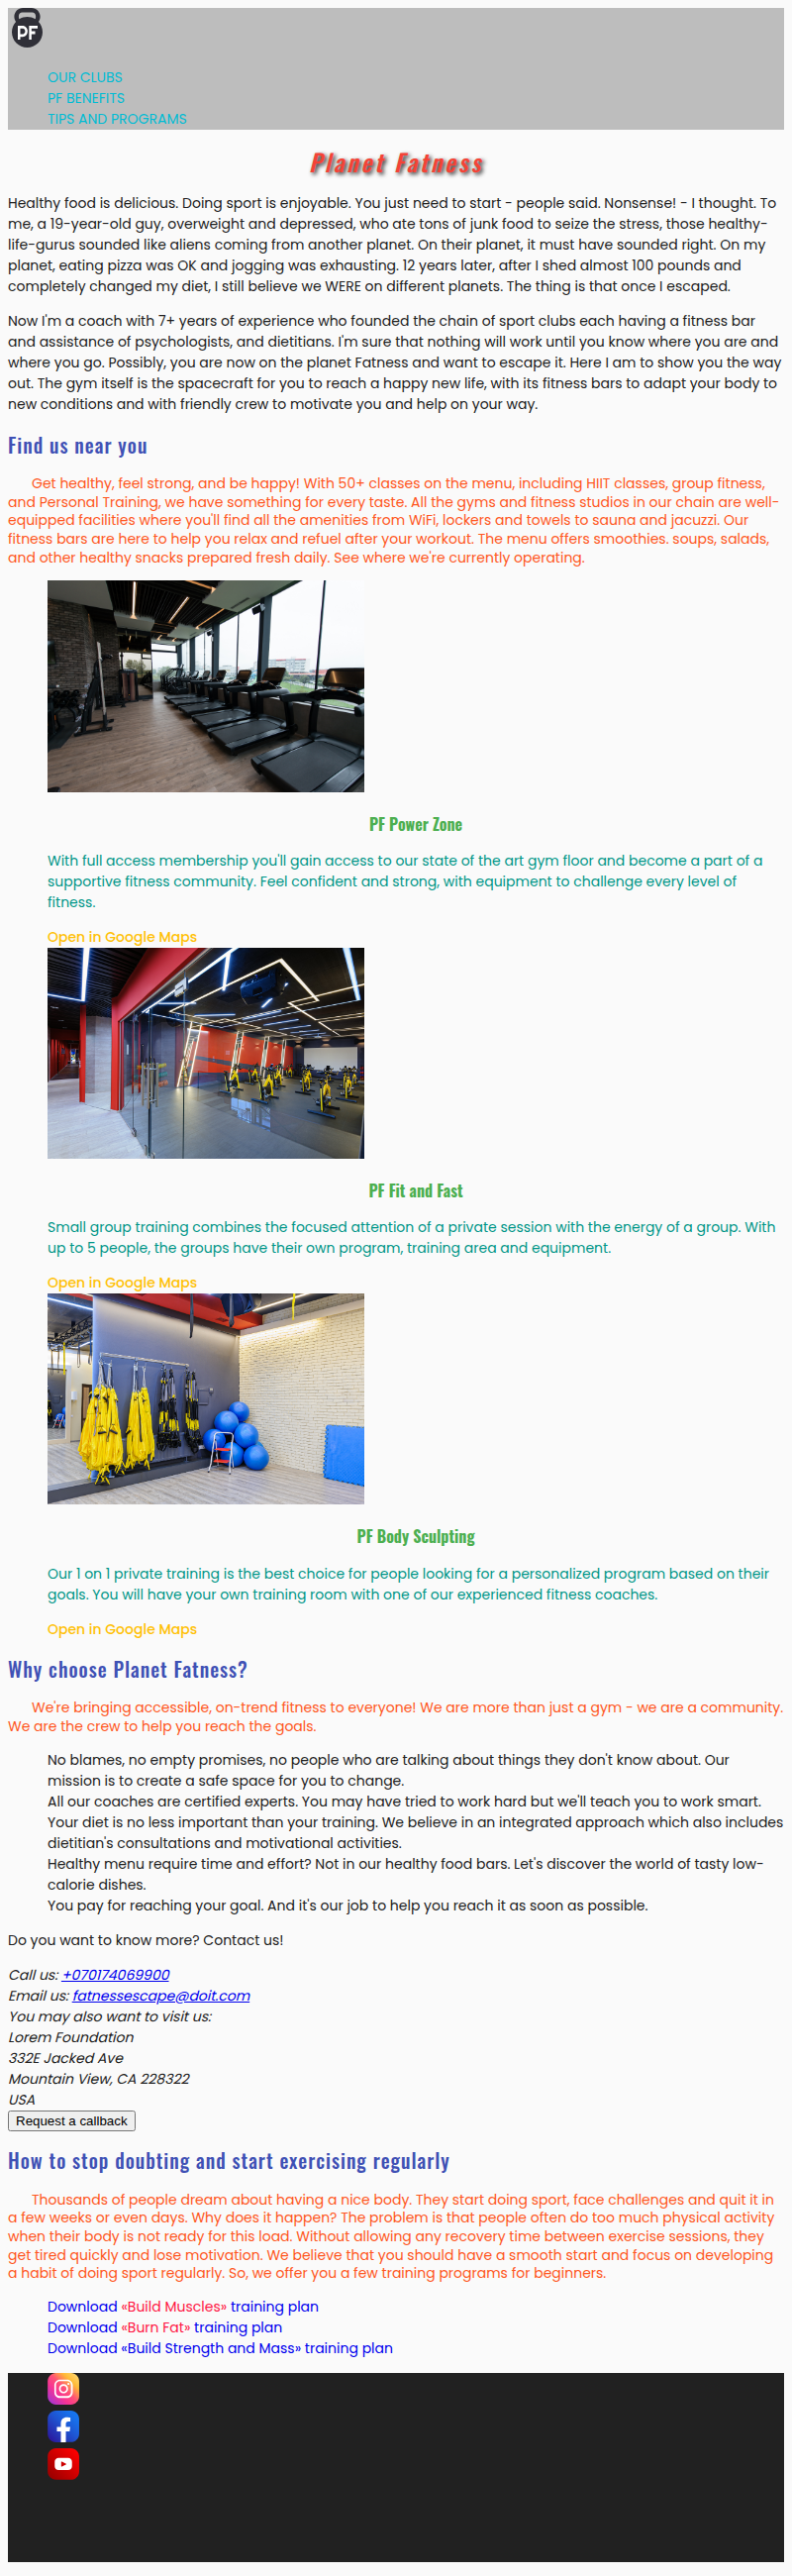 PF
OUR CLUBS
PF BENEFITS
TIPS AND PROGRAMS
Planet Fatness
Healthy food is delicious. Doing sport is enjoyable. You just need to start - people said. Nonsense! - I thought. To
me, a 19-year-old guy, overweight and depressed, who ate tons of junk food to seize the stress, those healthy-
life-gurus sounded like aliens coming from another planet. On their planet, it must have sounded right. On my
planet, eating pizza was OK and jogging was exhausting. 12 years later, after I shed almost 100 pounds and
completely changed my diet, I still believe we WERE on different planets. The thing is that once I escaped.
Now I'm a coach with 7+ years of experience who founded the chain of sport clubs each having a fitness bar
and assistance of psychologists, and dietitians. I'm sure that nothing will work until you know where you are and
where you go. Possibly, you are now on the planet Fatness and want to escape it. Here I am to show you the way
out. The gym itself is the spacecraft for you to reach a happy new life, with its fitness bars to adapt your body to
new conditions and with friendly crew to motivate you and help on your way.
Find us near you
Get healthy, feel strong, and be happy! With 50+ classes on the menu, including HIIT classes, group fitness,
and Personal Training, we have something for every taste. All the gyms and fitness studios in our chain are well-
equipped facilities where you'll find all the amenities from WiFi, lockers and towels to sauna and jacuzzi. Our
fitness bars are here to help you relax and refuel after your workout. The menu offers smoothies. soups, salads,
and other healthy snacks prepared fresh daily. See where we're currently operating.
PF Power Zone
With full access membership you'll gain access to our state of the art gym floor and become a part of a
supportive fitness community. Feel confident and strong, with equipment to challenge every level of
fitness.
Open in Google Maps
PF Fit and Fast
Small group training combines the focused attention of a private session with the energy of a group. With
up to 5 people, the groups have their own program, training area and equipment.
Open in Google Maps
PF Body Sculpting
Our 1 on 1 private training is the best choice for people looking for a personalized program based on their
goals. You will have your own training room with one of our experienced fitness coaches.
Open in Google Maps
Why choose Planet Fatness?
We're bringing accessible, on-trend fitness to everyone! We are more than just a gym - we are a community.
We are the crew to help you reach the goals.
No blames, no empty promises, no people who are talking about things they don't know about. Our
mission is to create a safe space for you to change.
All our coaches are certified experts. You may have tried to work hard but we'll teach you to work smart.
Your diet is no less important than your training. We believe in an integrated approach which also includes
dietitian's consultations and motivational activities.
Healthy menu require time and effort? Not in our healthy food bars. Let's discover the world of tasty low-
calorie dishes.
You pay for reaching your goal. And it's our job to help you reach it as soon as possible.
Do you want to know more? Contact us!
Call us: +070174069900
Email us: fatnessescape@doit.com
You may also want to visit us:
Lorem Foundation
332E Jacked Ave
Mountain View, CA 228322
USA
Request a callback
How to stop doubting and start exercising regularly
Thousands of people dream about having a nice body. They start doing sport, face challenges and quit it in
a few weeks or even days. Why does it happen? The problem is that people often do too much physical activity
when their body is not ready for this load. Without allowing any recovery time between exercise sessions, they
get tired quickly and lose motivation. We believe that you should have a smooth start and focus on developing
a habit of doing sport regularly. So, we offer you a few training programs for beginners.
Download «Build Muscles» training plan
Download «Burn Fat» training plan
Download «Build Strength and Mass» training plan